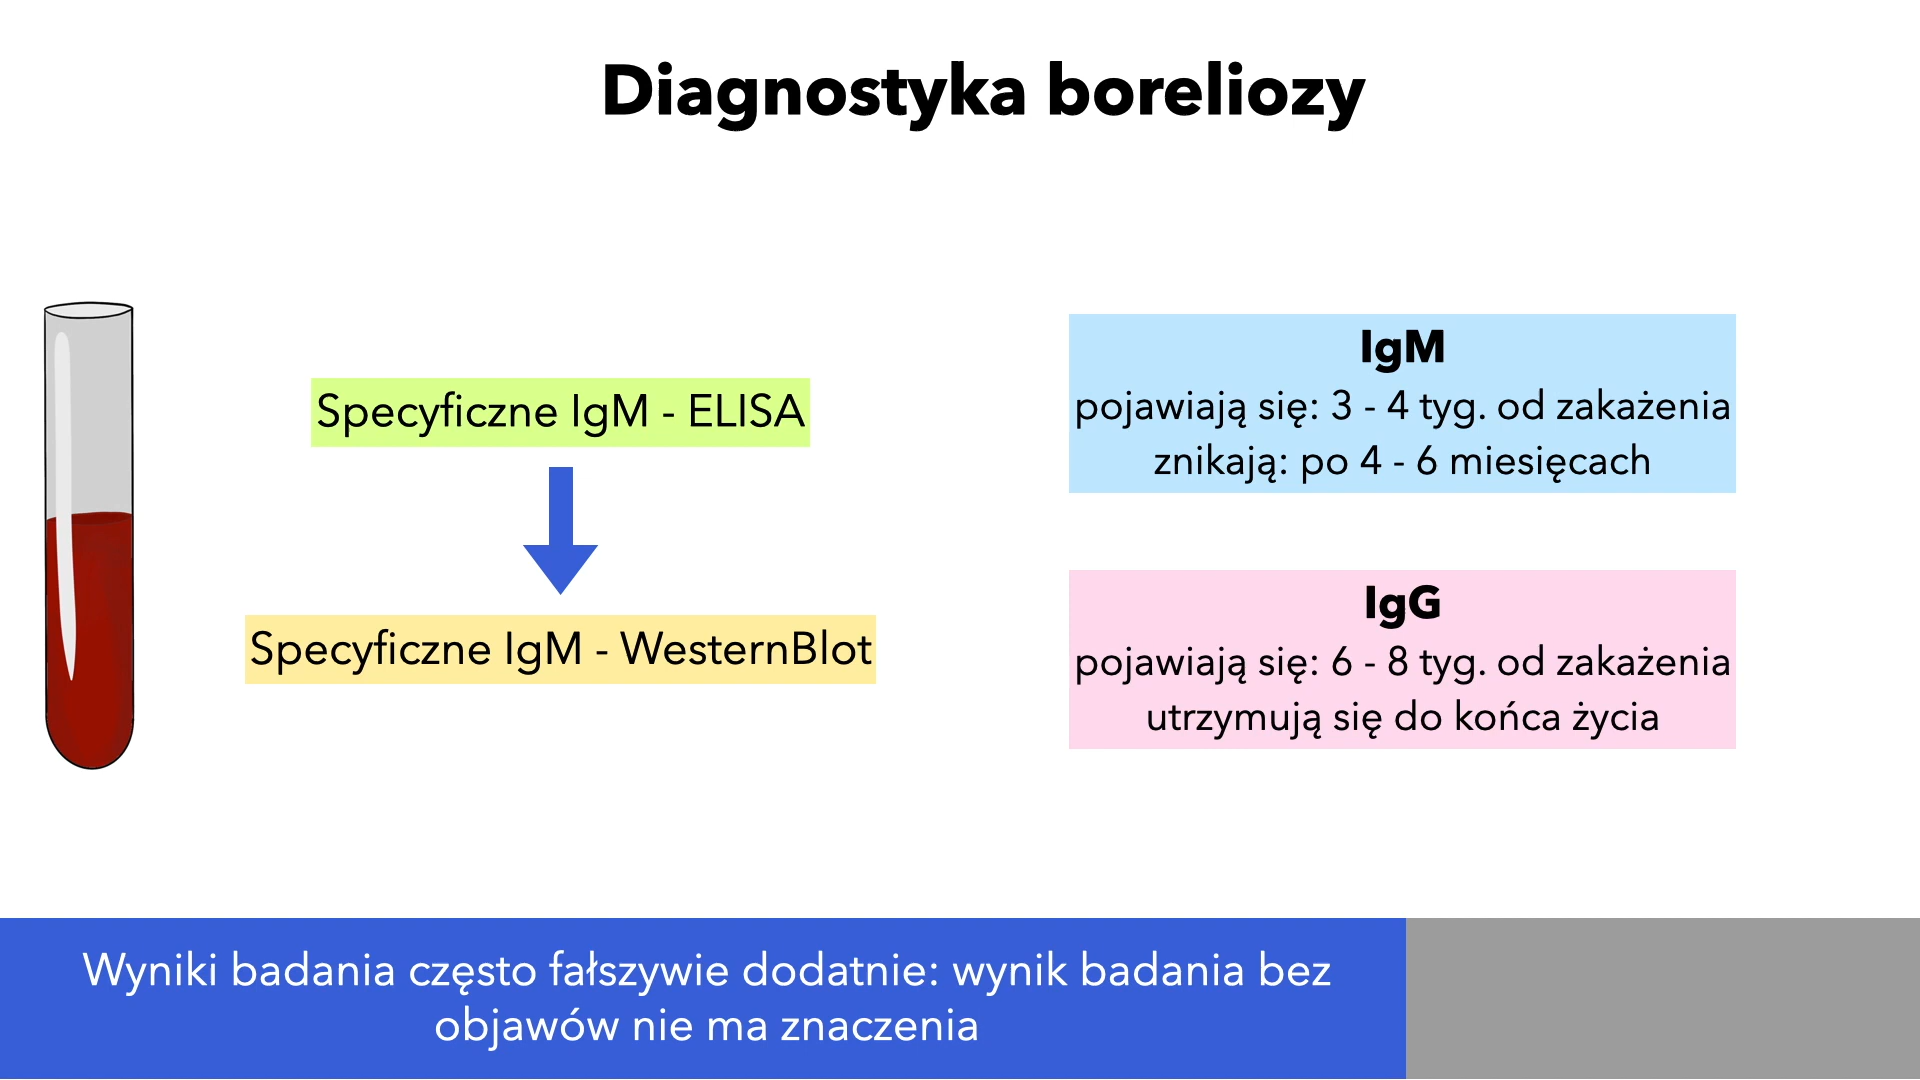 Diagnostyka boreliozy
Specyficzne IgM - ELISA
Specyficzne IgM - WesternBlot
IgM
pojawiają się: 3 - 4 tyg. od zakażenia
znikają: po 4 - 6 miesięcach
IgG
pojawiają się: 6 - 8 tyg. od zakażenia
utrzymują się do końca życia
Wyniki badania często fałszywie dodatnie: wynik badania bez
objawów nie ma znaczenia